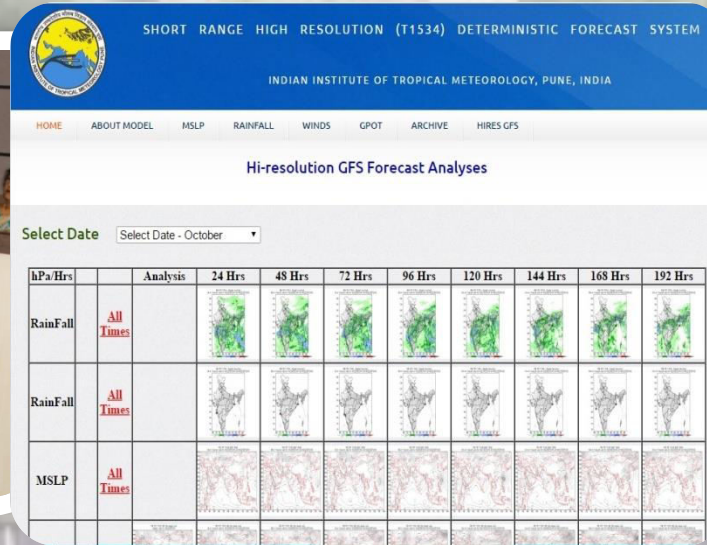 SHORT RANGE HIGH RESOLUTION (T1534) DETERMINISTIC FORECAST SYSTEM
INDIAN INSTITUTE OF TROPICAL METEOROLOGY, PUNE, INDIA
HOME ABOUT MODEL MSLP RAINFALL WINDS GPOT ARCHIVE HIRES GFS
Hi-resolution GFS Forecast Analyses
Select Date Select Date - October
hPa/Hrs Analysis 24 Hrs 48 Hrs 72 Hrs 96 Hrs 120 Hrs 144 Hrs 168 Hrs 192 Hrs
RainFall All Times
RainFall All Times
MSLP All Times